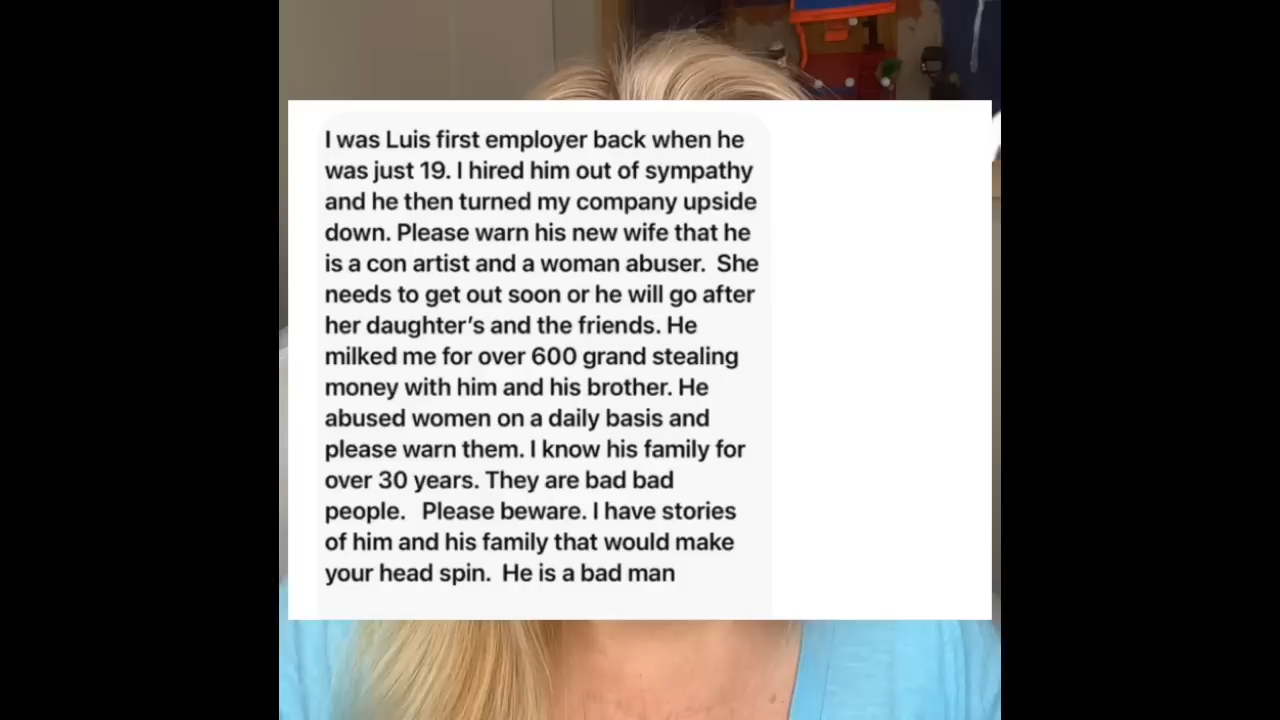 I was Luis first employer back when he
was just 19. I hired him out of sympathy
and he then turned my company upside
down. Please warn his new wife that he
is a con artist and a woman abuser.  She
needs to get out soon or he will go after
her daughter’s and the friends. He
milked me for over 600 grand stealing
money with him and his brother. He
abused women on a daily basis and
please warn them. I know his family for
over 30 years. They are bad bad
people.   Please beware. I have stories
of him and his family that would make
your head spin.  He is a bad man